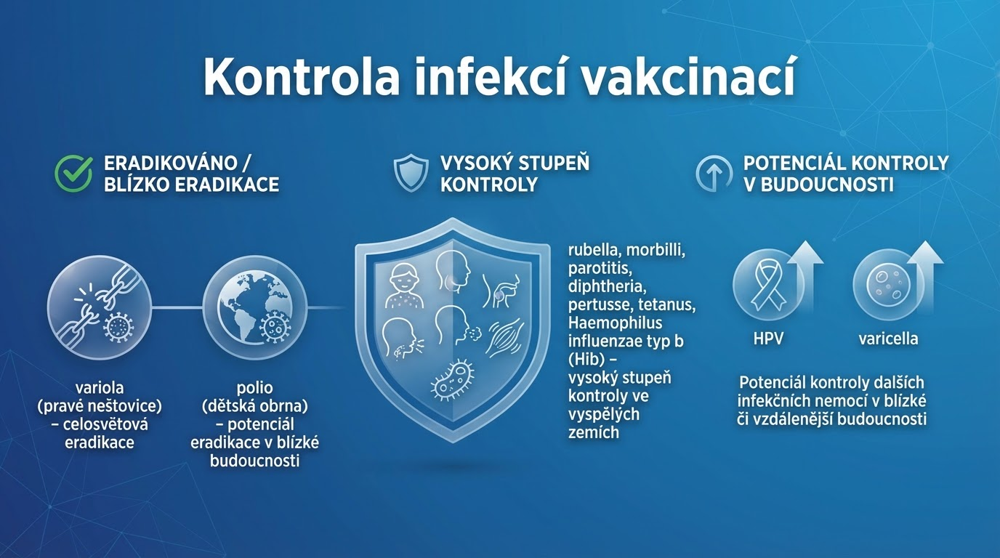 Kontrola infekcí vakcinací
ERADIKOVÁNO /
BLÍZKO ERADIKACE
variola
(pravé neštovice)
– celosvětová
eradikace
polio
(dětská obrna)
– potenciál
eradikace v blízké
budoucnosti
VYSOKÝ STUPEŇ
KONTROLY
rubella, morbilli,
parotitis,
diphtheria,
pertusse, tetanus,
Haemophilus
influenzae typ b
(Hib) –
vysoký stupeň
kontroly ve
vyspělých
zemích
POTENCIÁL KONTROLY
V BUDOUCNOSTI
HPV
varicella
Potenciál kontroly dalších
infekčních nemocí v blízké
či vzdálenější budoucnosti